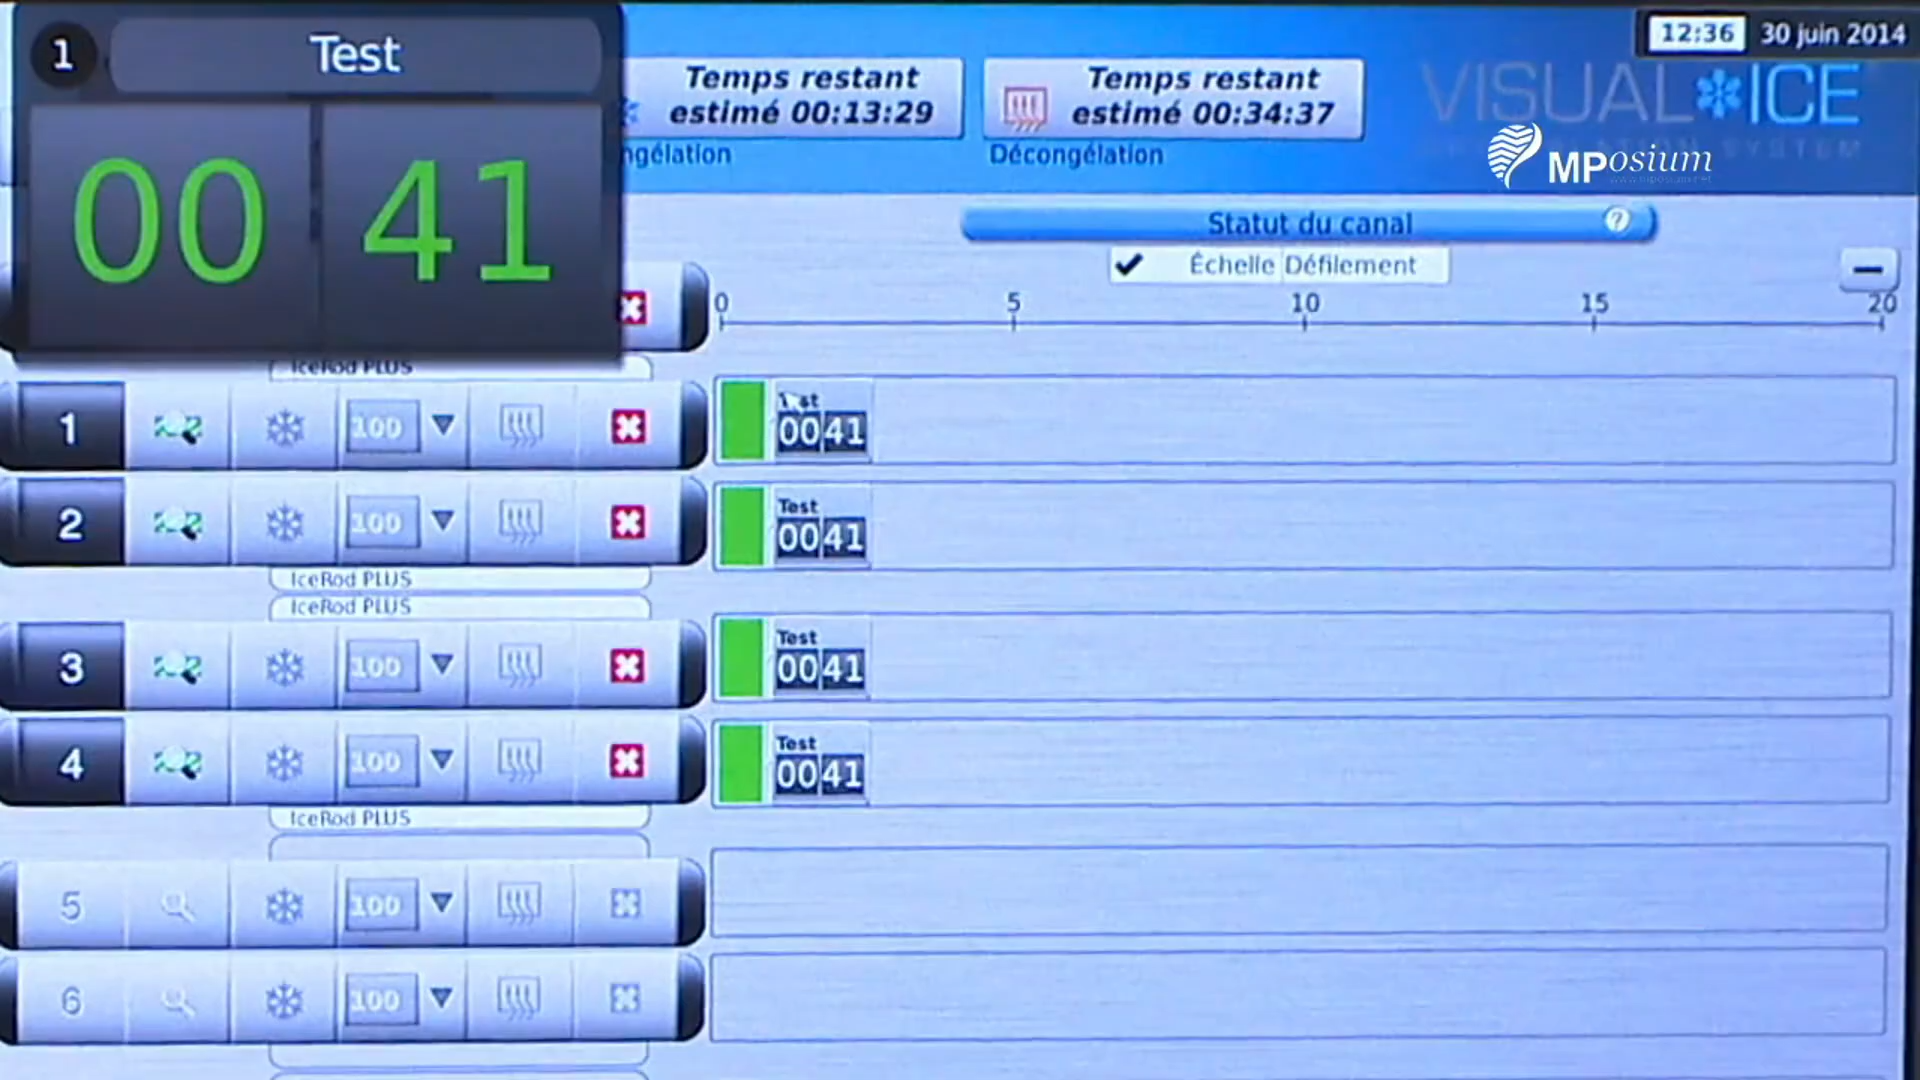 1 Test
00 41
Temps restant
estimé 00:13:29
ngélation
Temps restant
estimé 00:34:37
Décongélation
12:36 30 juin 2014
VISUAL ICE
SYSTEM
MPosium
Statut du canal ?
Échelle Défilement
0 5 10 15 20
IceRod PLUS
1 100 Test
00 41
2 100 Test
00 41
IceRod PLUS
IceRod PLUS
3 100 Test
00 41
4 100 Test
00 41
IceRod PLUS
5 100
6 100